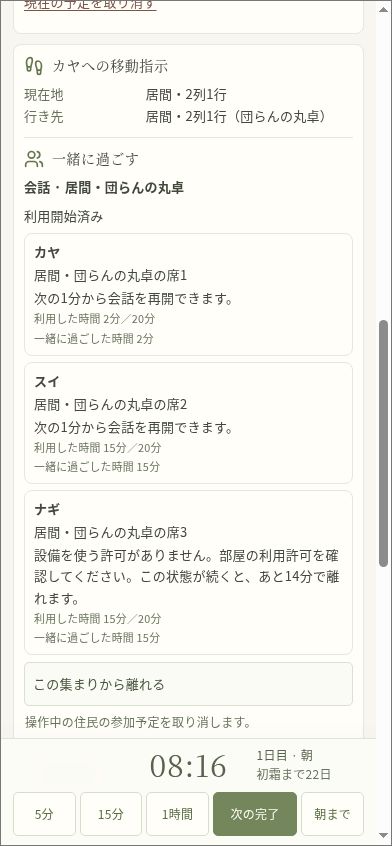 現在の予定を取り消す
カヤへの移動指示
現在地 居間・2列1行
行き先 居間・2列1行（団らんの丸卓）
一緒に過ごす
会話・居間・団らんの丸卓
利用開始済み
カヤ
居間・団らんの丸卓の席1
次の1分から会話を再開できます。
利用した時間 2分／20分
一緒に過ごした時間 2分
スイ
居間・団らんの丸卓の席2
次の1分から会話を再開できます。
利用した時間 15分／20分
一緒に過ごした時間 15分
ナギ
居間・団らんの丸卓の席3
設備を使う許可がありません。部屋の利用許可を確
認してください。この状態が続くと、あと14分で離
れます。
利用した時間 15分／20分
一緒に過ごした時間 15分
この集まりから離れる
操作中の住民の参加予定を取り消します。
08:16
1日目・朝
初霜まで22日
5分 15分 1時間 次の完了 朝まで